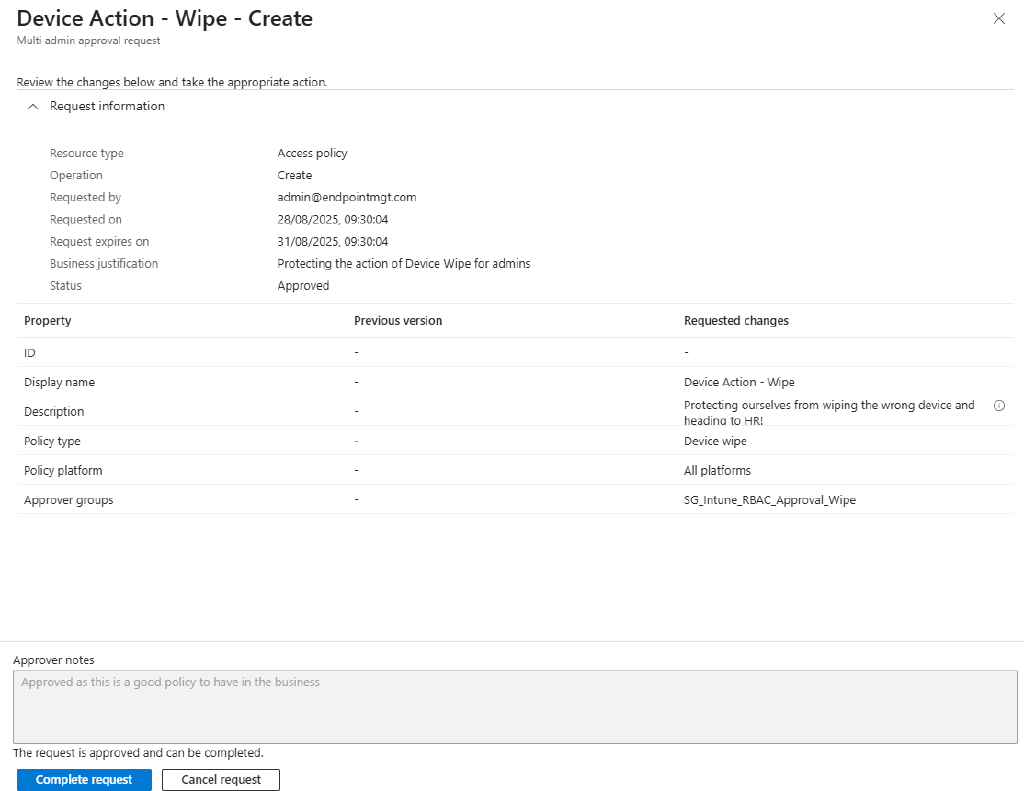 Device Action - Wipe - Create
Multi admin approval request
Review the changes below and take the appropriate action.
Request information
Resource type Access policy
Operation Create
Requested by admin@endpointmgt.com
Requested on 28/08/2025, 09:30:04
Request expires on 31/08/2025, 09:30:04
Business justification Protecting the action of Device Wipe for admins
Status Approved
Property Previous version Requested changes
ID - -
Display name - Device Action - Wipe
Description - Protecting ourselves from wiping the wrong device and
heading to HR!
Policy type - Device wipe
Policy platform - All platforms
Approver groups - SG_Intune_RBAC_Approval_Wipe
Approver notes
Approved as this is a good policy to have in the business
The request is approved and can be completed.
Complete request Cancel request